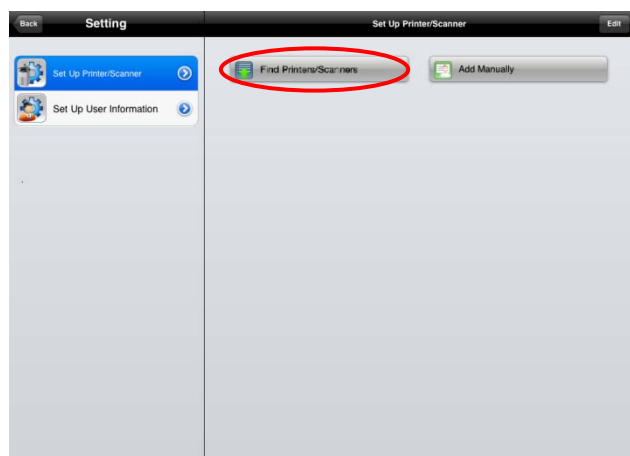 Back
Setting
Set Up Printer/Scanner
Edit
Set Up Printer/Scanner
Set Up User Information
Find Printers/Scanners
Add Manually